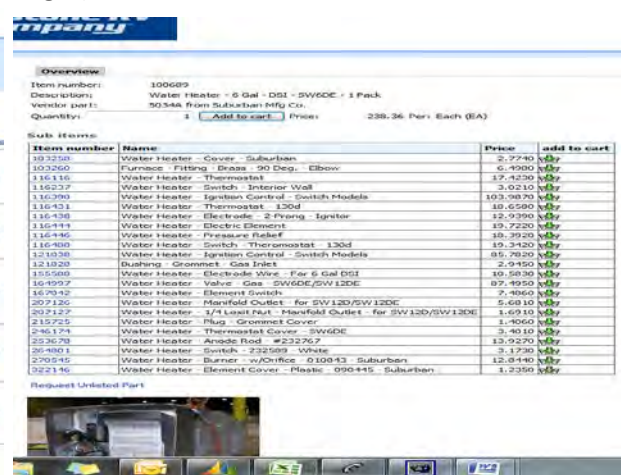 mpany
Overview
Item number: 100689
Description: Water Heater - 6 Gal - DSI - SW6DE - 1 Pack
Vendor part: 5034A from Suburban Mfg Co.
Quantity: 1 Add to cart Price: 238.36 Per: Each (EA)
Sub items
Item number Name Price add to cart
103258 Water Heater - Cover - Suburban 2.7740
103260 Furnace - Fitting - Brass - 90 Deg. - Elbow 6.4900
116116 Water Heater - Thermostat 17.4230
116237 Water Heater - Switch - Interior Wall 3.0210
116390 Water Heater - Ignition Control - Switch Models 103.9870
116431 Water Heater - Thermostat - 130d 18.6580
116438 Water Heater - Electrode - 2 Prong - Ignitor 12.9390
116444 Water Heater - Electric Element 19.7220
116446 Water Heater - Pressure Relief 18.3920
116488 Water Heater - Switch - Theromostat - 130d 19.3420
121030 Water Heater - Ignition Control - Switch Models 85.7820
121820 Bushing - Grommet - Gas Inlet 2.9450
155580 Water Heater - Electrode Wire - For 6 Gal DSI 10.5830
164997 Water Heater - Valve - Gas - SW6DE/SW12DE 87.4950
167042 Water Heater - Element Switch 7.4860
207126 Water Heater - Manifold Outlet - for SW12D/SW12DE 5.6810
207127 Water Heater - 1/4 Loxit Nut - Manifold Outlet - for SW12D/SW12DE 1.6910
215725 Water Heater - Plug - Grommet Cover 1.4060
246174 Water Heater - Thermostat Cover - SW6DE 3.4010
253678 Water Heater - Anode Rod - #232767 13.9270
264801 Water Heater - Switch - 232589 - White 3.1730
270545 Water Heater - Burner - w/Orifice - 010843 - Suburban 12.8440
322146 Water Heater - Element Cover - Plastic - 090445 - Suburban 1.2350
Request Unlisted Part